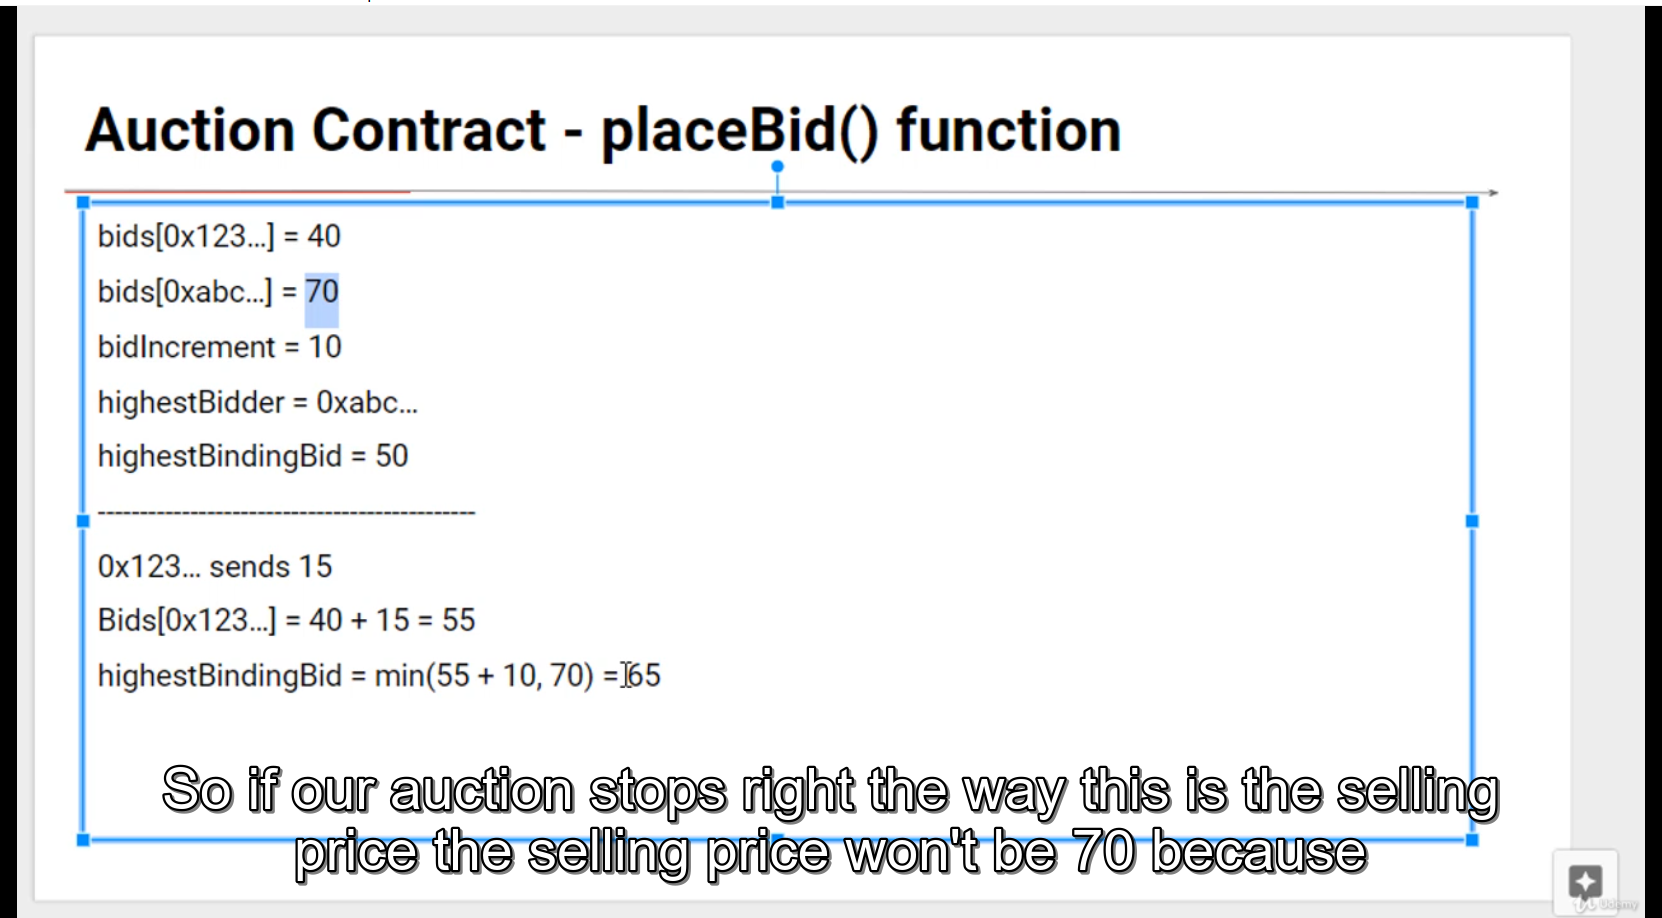 Auction Contract - placeBid() function
bids[0x123...] = 40
bids[0xabc...] = 70
bidIncrement = 10
highestBidder = 0xabc...
highestBindingBid = 50
---------------------------------------------
0x123... sends 15
Bids[0x123...] = 40 + 15 = 55
highestBindingBid = min(55 + 10, 70) = 65
So if our auction stops right the way this is the selling
price the selling price won't be 70 because
Udemy